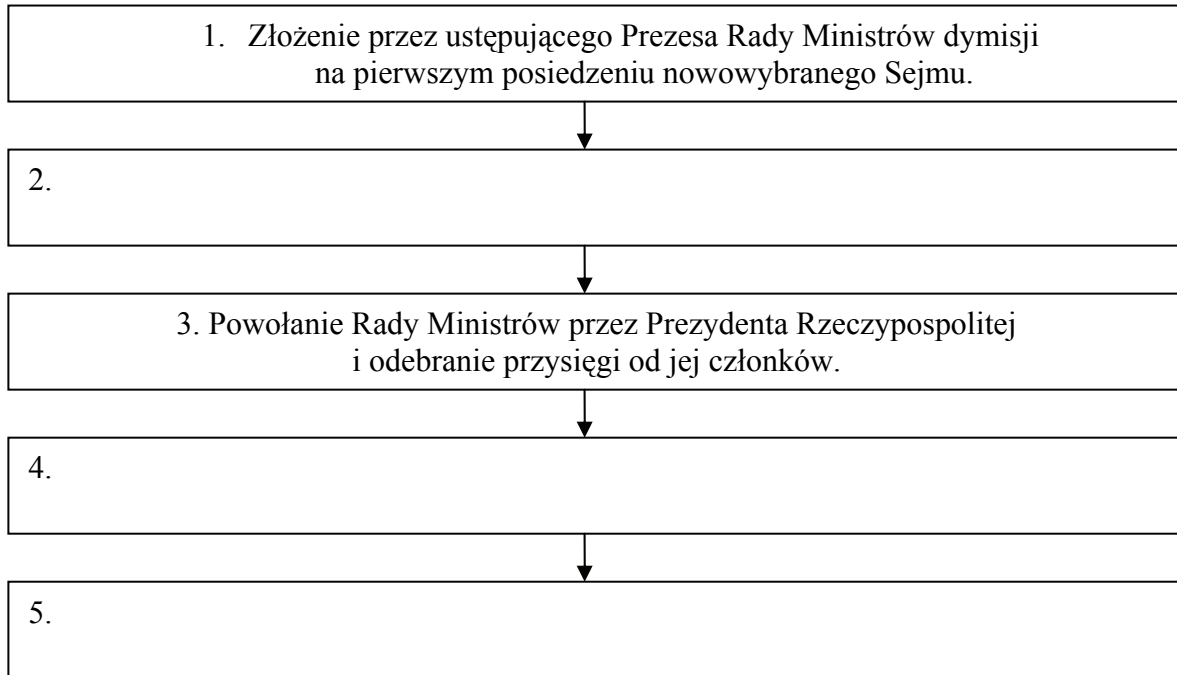 1. Złożenie przez ustępującego Prezesa Rady Ministrów dymisji
na pierwszym posiedzeniu nowowybranego Sejmu.
2.
3. Powołanie Rady Ministrów przez Prezydenta Rzeczypospolitej
i odebranie przysięgi od jej członków.
4.
5.